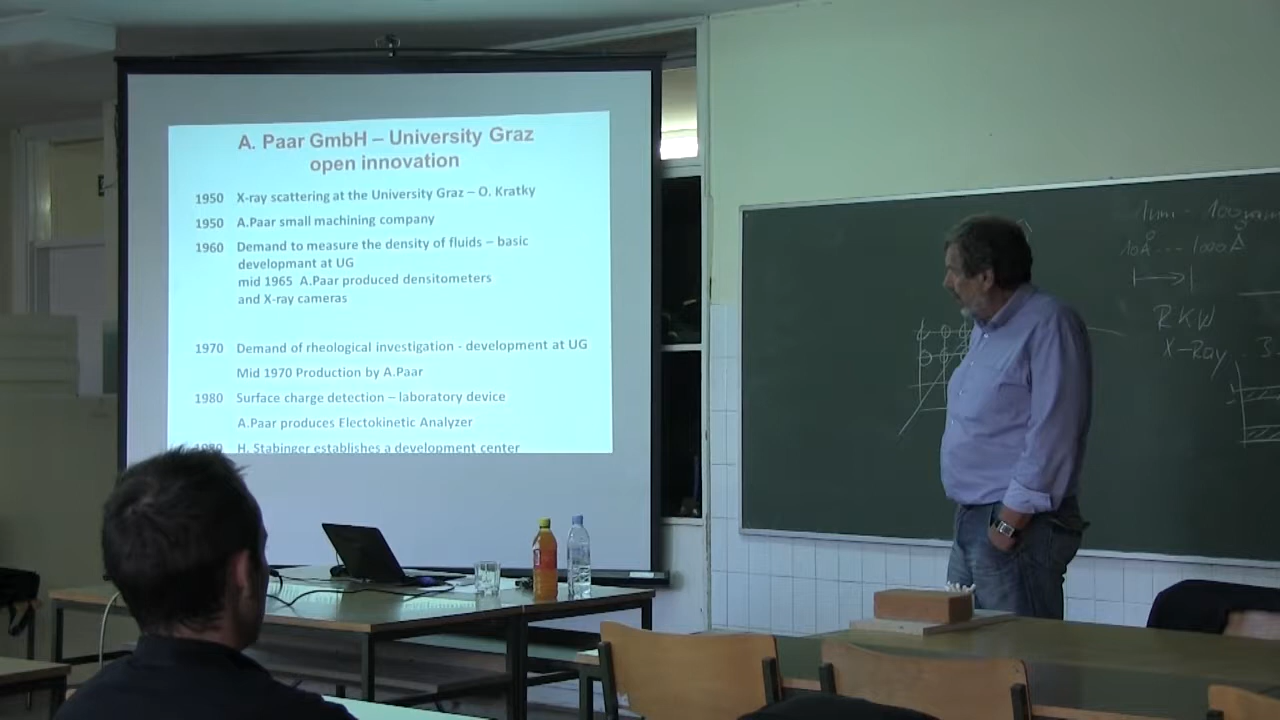 A. Paar GmbH – University Graz
open innovation
1950 X-ray scattering at the University Graz – O. Kratky
1950 A.Paar small machining company
1960 Demand to measure the density of fluids – basic
developmant at UG
mid 1965 A.Paar produced densitometers
and X-ray cameras
1970 Demand of rheological investigation - development at UG
Mid 1970 Production by A.Paar
1980 Surface charge detection – laboratory device
A.Paar produces Electokinetic Analyzer
1980 H. Stabinger establishes a development center
1nm - 100
10Å ... 1000Å
RKW
X-Ray